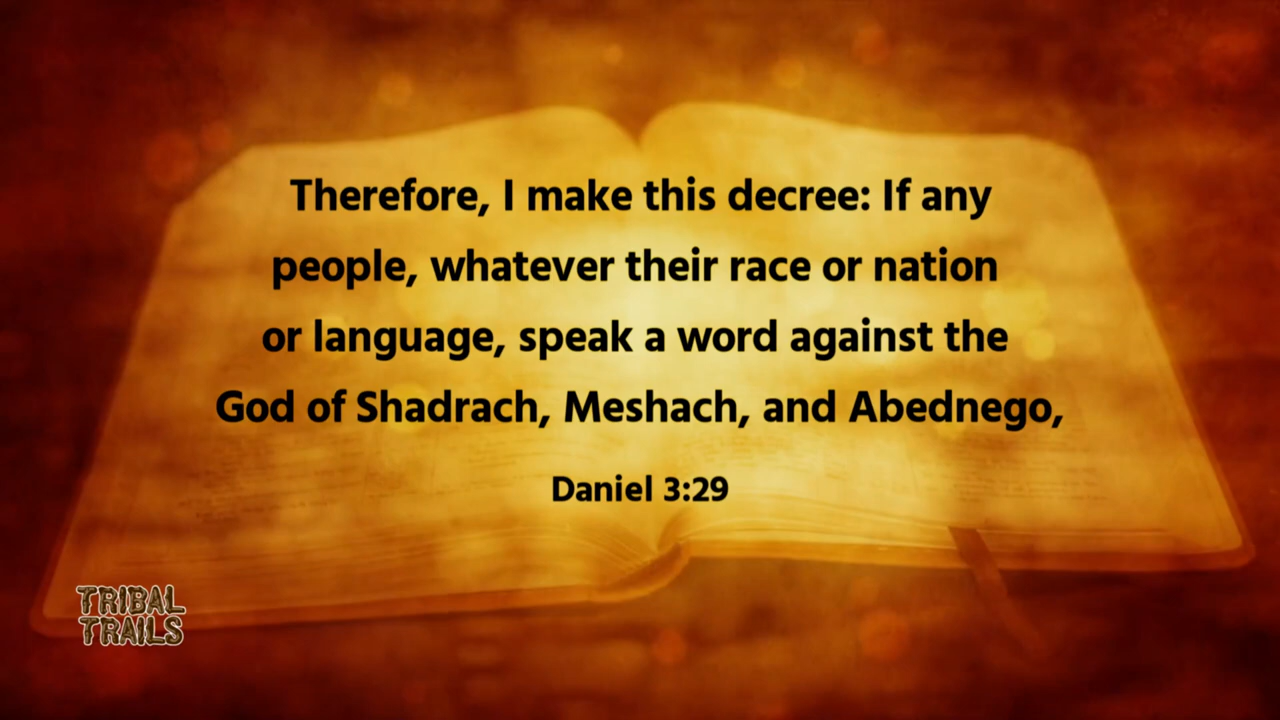 Therefore, I make this decree: If any
people, whatever their race or nation
or language, speak a word against the
God of Shadrach, Meshach, and Abednego,
Daniel 3:29
TRIBAL
TRAILS